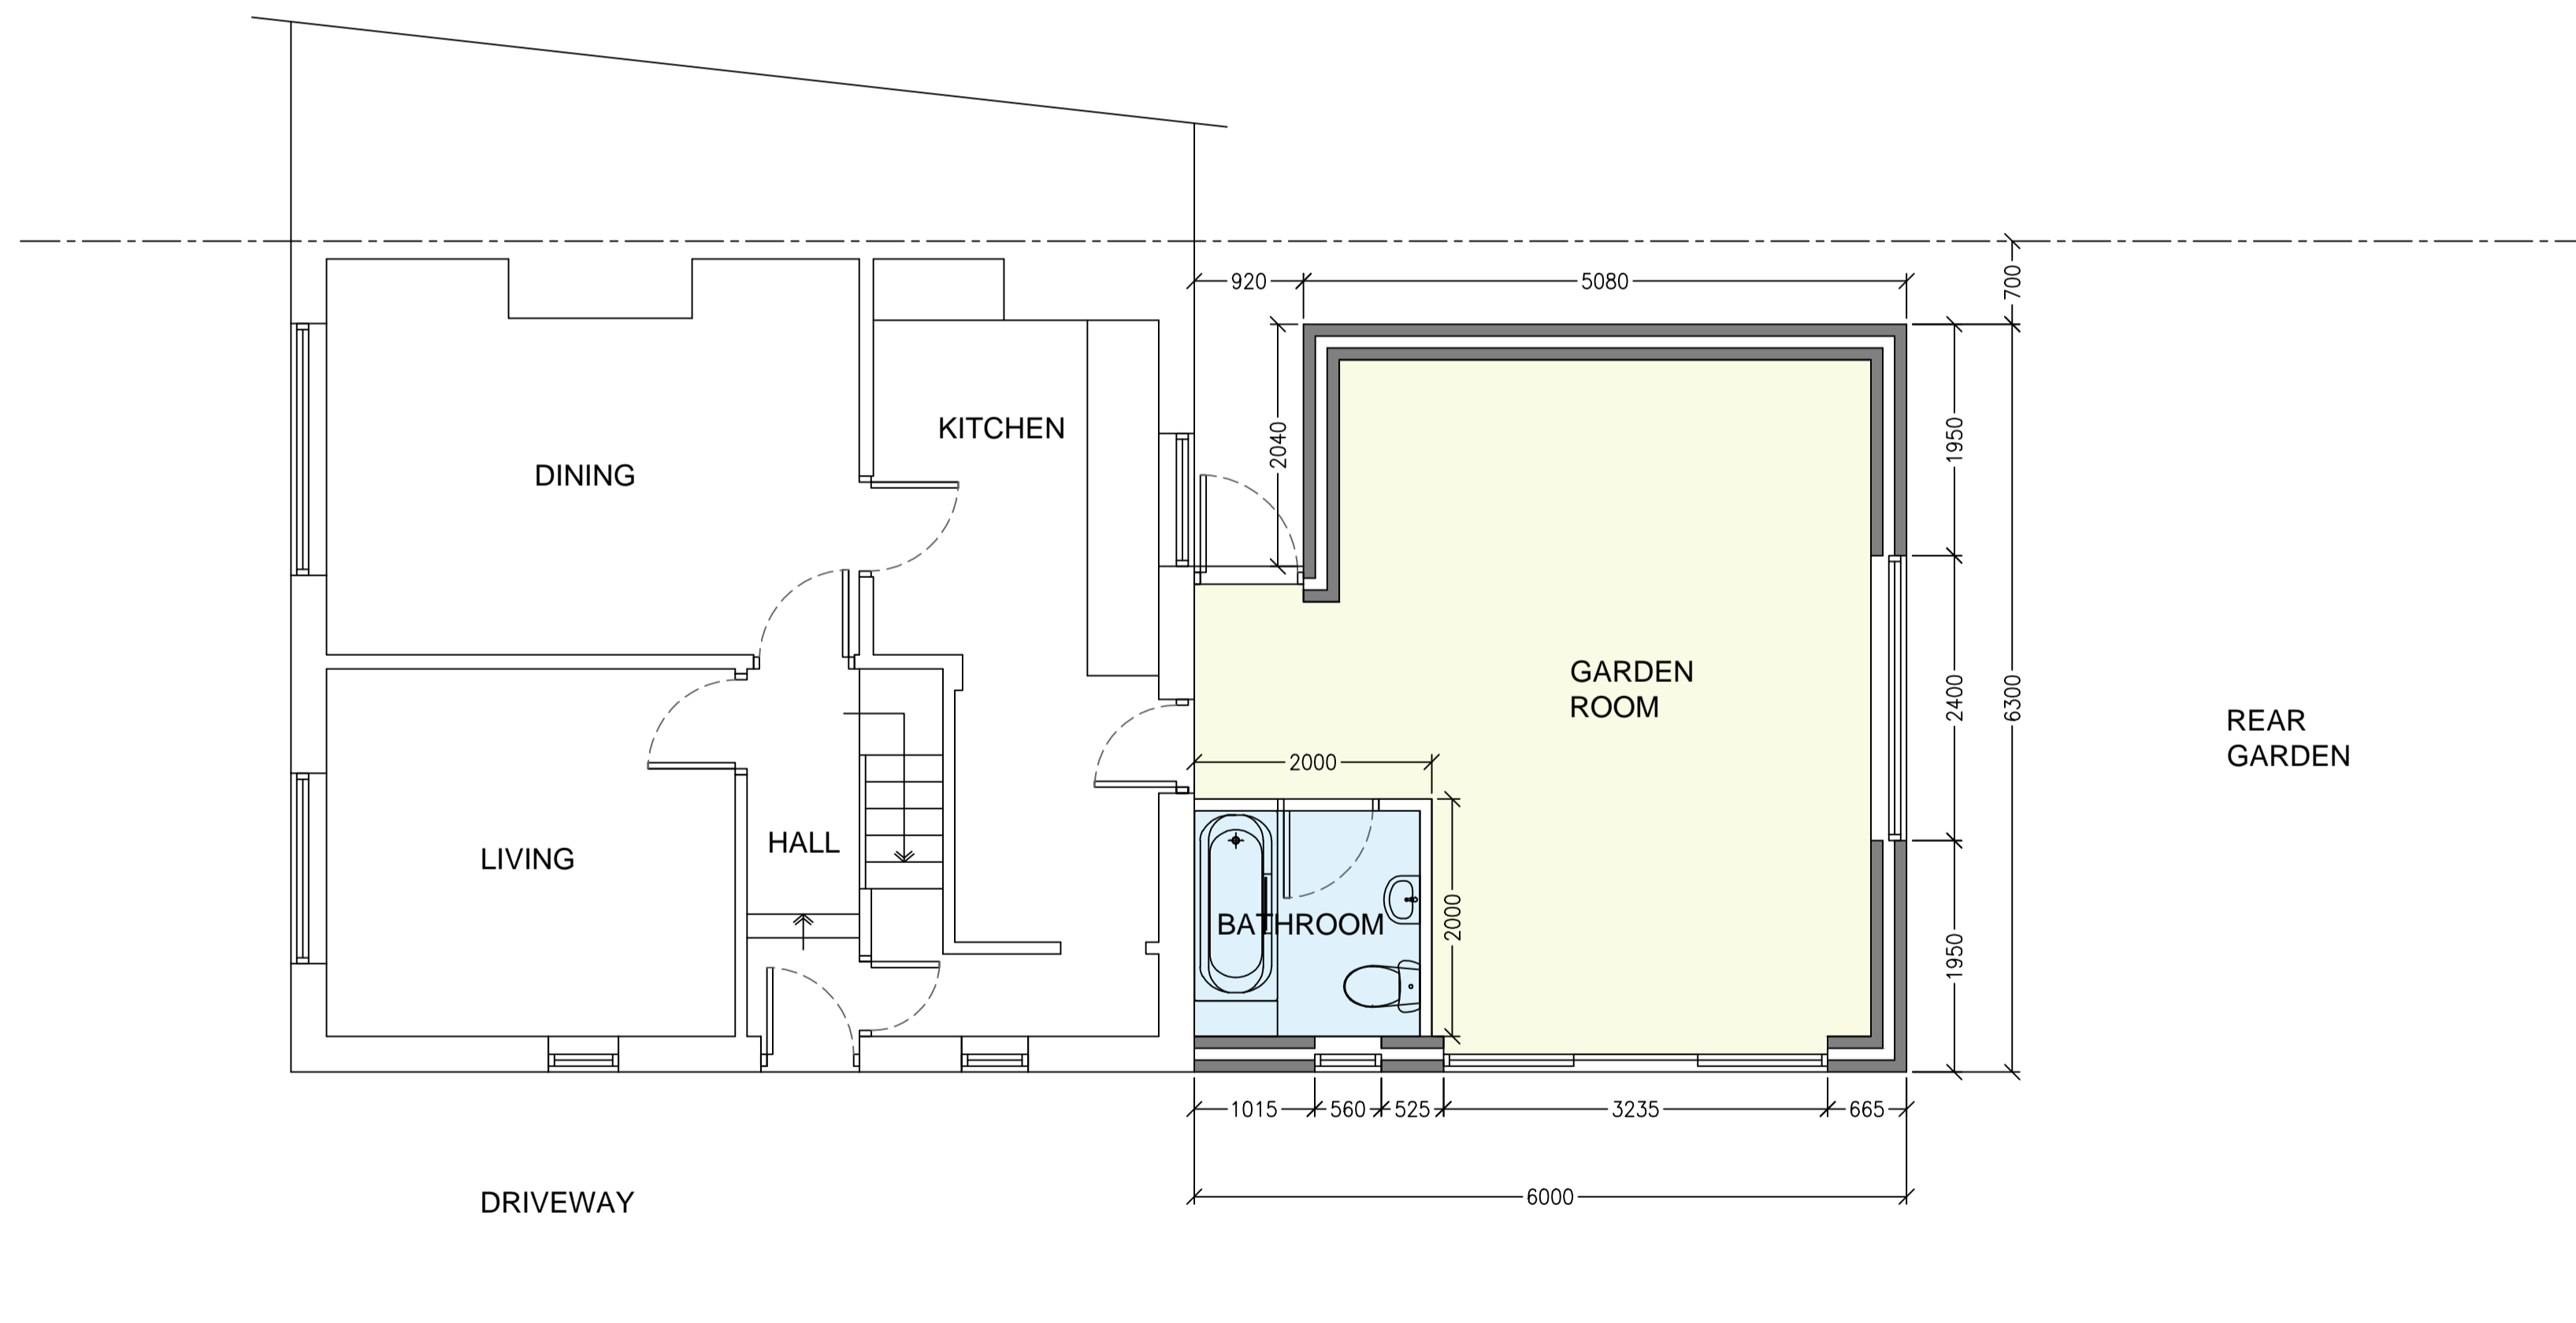 920
5080
700
KITCHEN
DINING
2040
1950
GARDEN
ROOM
2400
6300
REAR
GARDEN
2000
HALL
LIVING
BATHROOM
2000
1950
1015
560
525
3235
665
DRIVEWAY
6000